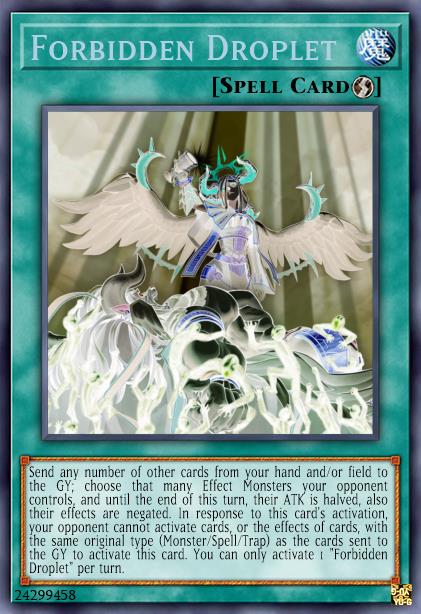 Forbidden Droplet
魔
[Spell Card]
Send any number of other cards from your hand and/or field to
the GY; choose that many Effect Monsters your opponent
controls, and until the end of this turn, their ATK is halved, also
their effects are negated. In response to this card's activation,
your opponent cannot activate cards, or the effects of cards, with
the same original type (Monster/Spell/Trap) as the cards sent to
the GY to activate this card. You can only activate 1 "Forbidden
Droplet" per turn.
24299458